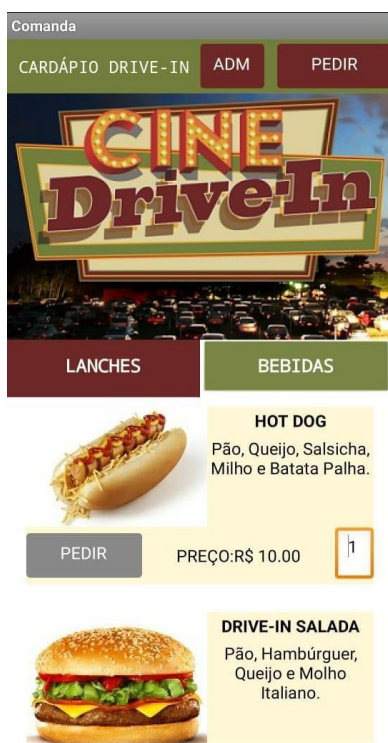 Comanda
CARDÁPIO DRIVE-IN
ADM
PEDIR
CINE
Drive-In
LANCHES
BEBIDAS
HOT DOG
Pão, Queijo, Salsicha,
Milho e Batata Palha.
PEDIR
PREÇO:R$ 10.00
1
DRIVE-IN SALADA
Pão, Hambúrguer,
Queijo e Molho
Italiano.